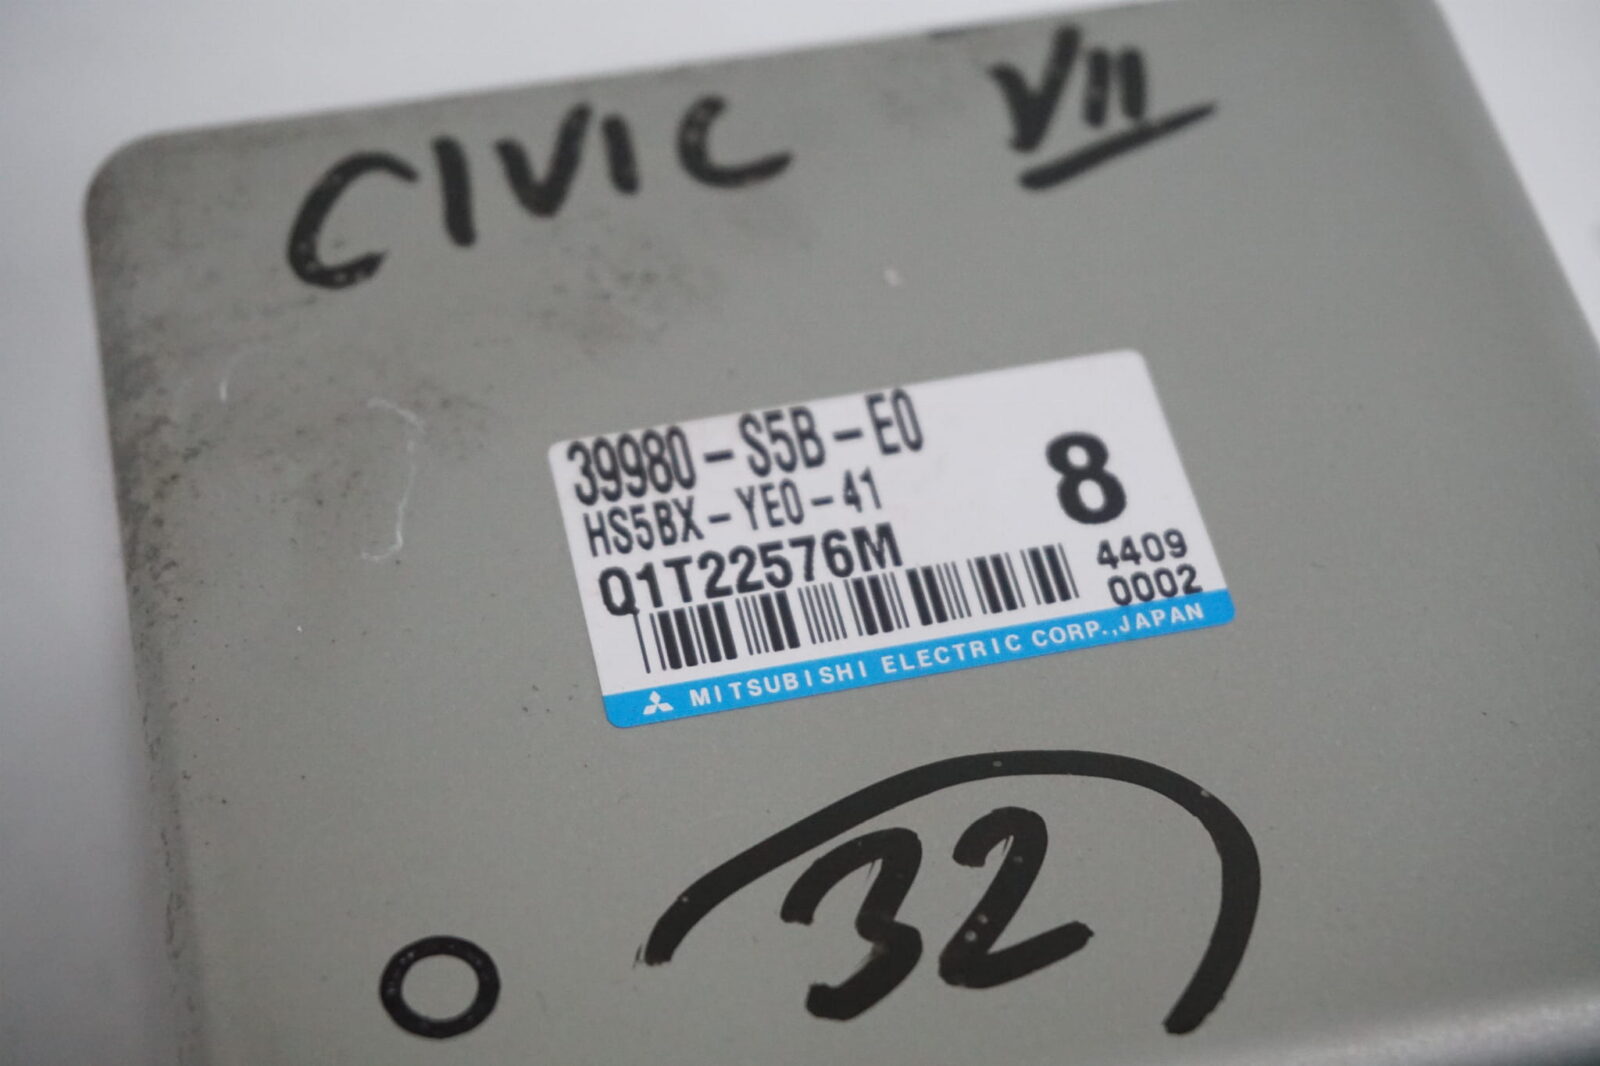 CIVIC VII
39980-S5B-E0
HS5BX-YE0-41
8
Q1T22576M
4409
0002
MITSUBISHI ELECTRIC CORP.,JAPAN
32